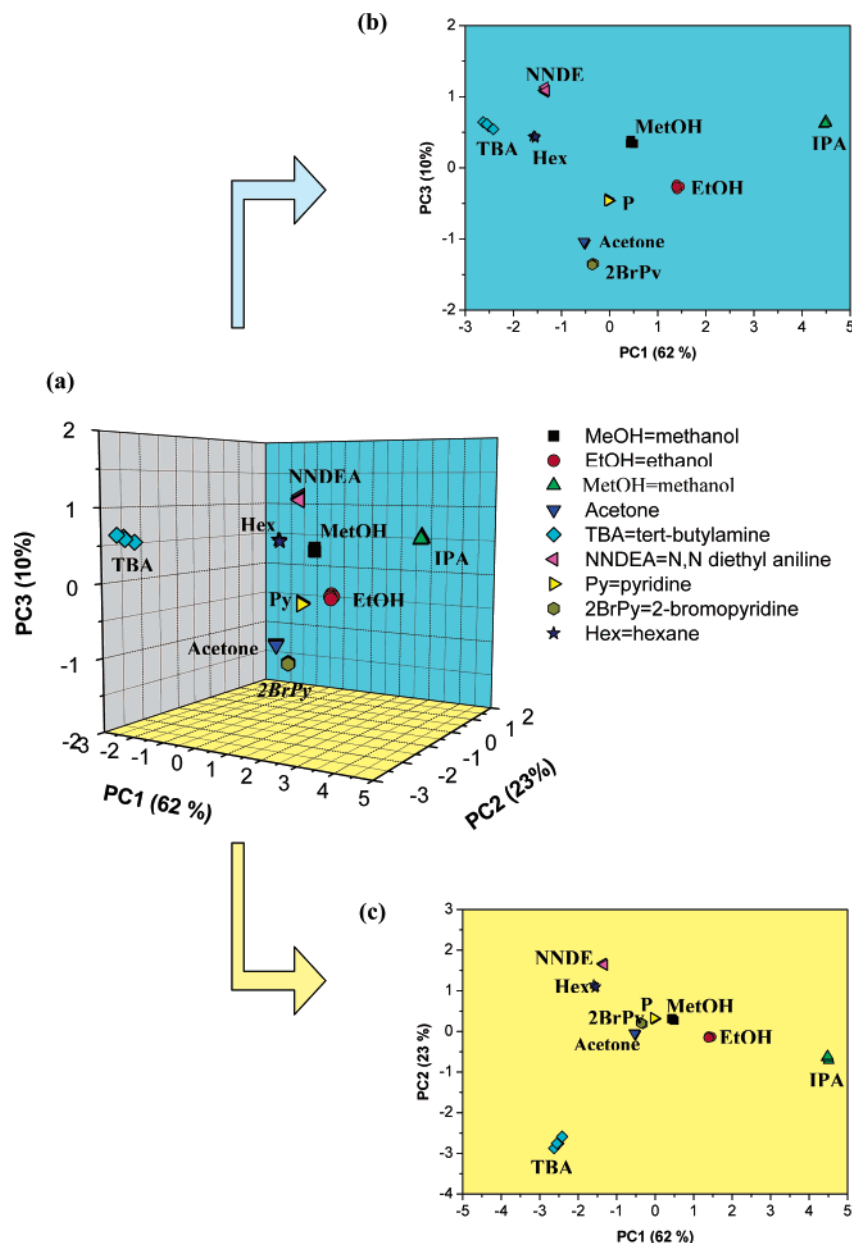 (b)
2
1
0
-1
-2
PC3 (10%)
NNDE
TBA
Hex
MetOH
IPA
EtOH
P
Acetone
2BrPy
-3 -2 -1 0 1 2 3 4 5
PC1 (62 %)
(a)
2
1
0
-1
-2
PC3 (10%)
NNDEA
Hex
MetOH
TBA
IPA
Py
EtOH
Acetone
2BrPy
-3 -2 -1 0 1 2 3 4 5
PC1 (62 %)
-3 -2 -1 0 1 2
PC2 (23%)
MeOH=methanol
EtOH=ethanol
MetOH=methanol
Acetone
TBA=tert-butylamine
NNDEA=N,N diethyl aniline
Py=pyridine
2BrPy=2-bromopyridine
Hex=hexane
(c)
3
2
1
0
-1
-2
-3
-4
PC2 (23 %)
NNDE
Hex
P
2BrPy
MetOH
Acetone
EtOH
IPA
TBA
-5 -4 -3 -2 -1 0 1 2 3 4 5
PC1 (62 %)